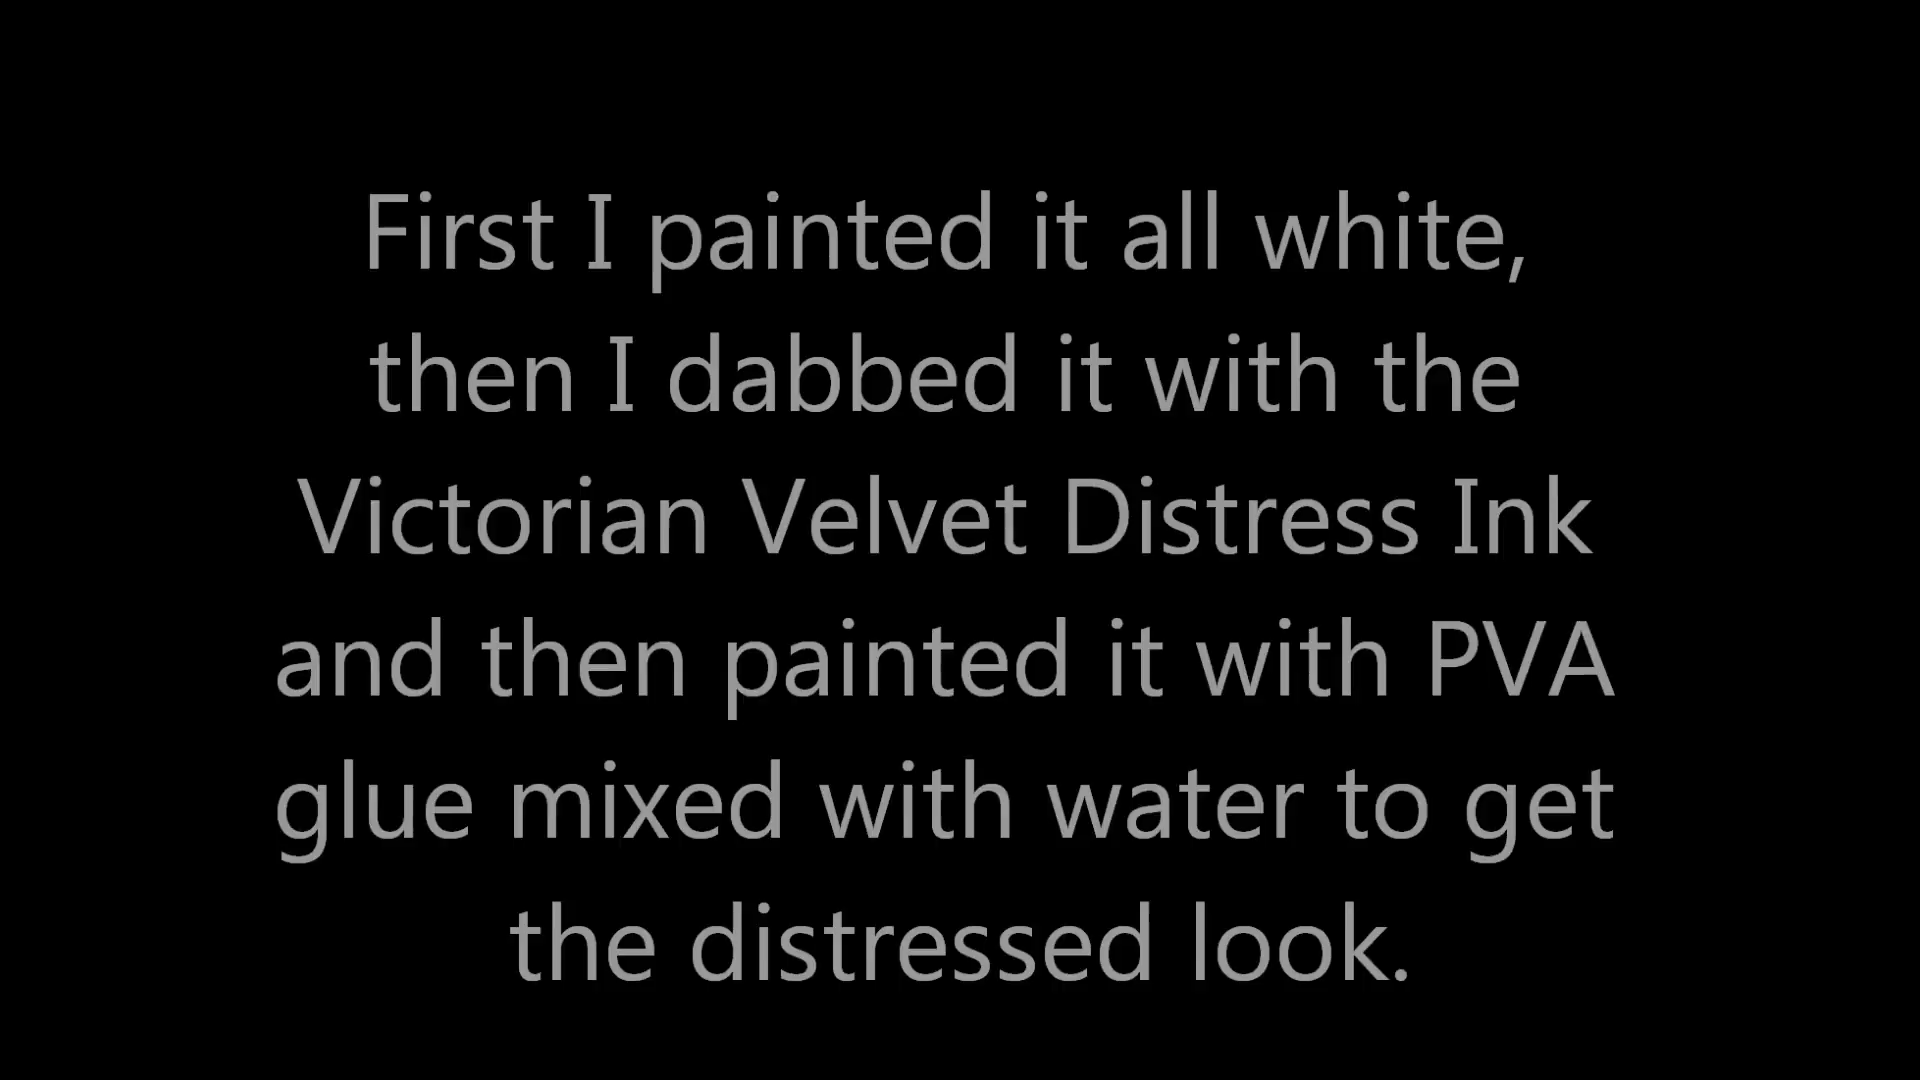 First I painted it all white,
then I dabbed it with the
Victorian Velvet Distress Ink
and then painted it with PVA
glue mixed with water to get
the distressed look.